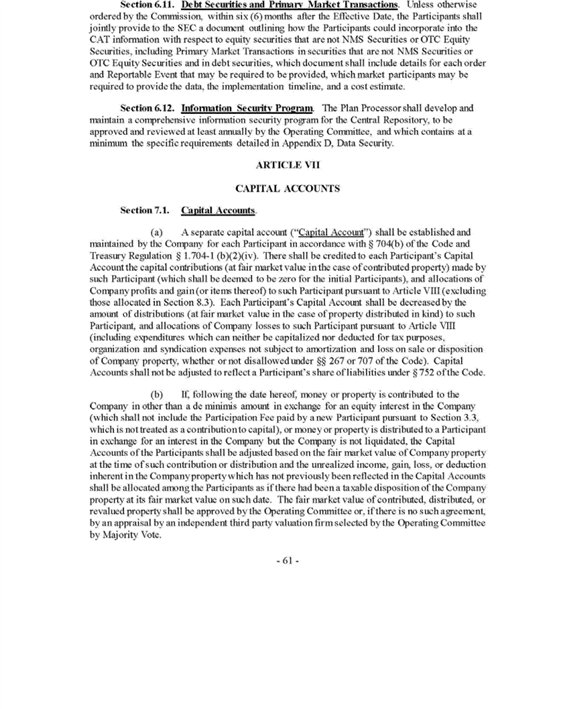 Section 6.11. Debt Securities and Primary Market Transactions. Unless otherwise
ordered by the Commission, within six (6) months after the Effective Date, the Participants shall
jointly provide to the SEC a document outlining how the Participants could incorporate into the
CAT information with respect to equity securities that are not NMS Securities or OTC Equity
Securities, including Primary Market Transactions in securities that are not NMS Securities or
OTC Equity Securities and in debt securities, which document shall include details for each order
and Reportable Event that may be required to be provided, which market participants may be
required to provide the data, the implementation timeline, and a cost estimate.
Section 6.12. Information Security Program. The Plan Processor shall develop and
maintain a comprehensive information security program for the Central Repository, to be
approved and reviewed at least annually by the Operating Committee, and which contains at a
minimum the specific requirements detailed in Appendix D, Data Security.
ARTICLE VII
CAPITAL ACCOUNTS
Section 7.1. Capital Accounts.
(a) A separate capital account (“Capital Account”) shall be established and
maintained by the Company for each Participant in accordance with § 704(b) of the Code and
Treasury Regulation § 1.704-1 (b)(2)(iv). There shall be credited to each Participant’s Capital
Account the capital contributions (at fair market value in the case of contributed property) made by
such Participant (which shall be deemed to be zero for the initial Participants), and allocations of
Company profits and gain (or items thereof) to such Participant pursuant to Article VIII (excluding
those allocated in Section 8.3). Each Participant’s Capital Account shall be decreased by the
amount of distributions (at fair market value in the case of property distributed in kind) to such
Participant, and allocations of Company losses to such Participant pursuant to Article VIII
(including expenditures which can neither be capitalized nor deducted for tax purposes,
organization and syndication expenses not subject to amortization and loss on sale or disposition
of Company property, whether or not disallowed under §§ 267 or 707 of the Code). Capital
Accounts shall not be adjusted to reflect a Participant’s share of liabilities under § 752 of the Code.
(b) If, following the date hereof, money or property is contributed to the
Company in other than a de minimis amount in exchange for an equity interest in the Company
(which shall not include the Participation Fee paid by a new Participant pursuant to Section 3.3,
which is not treated as a contribution to capital), or money or property is distributed to a Participant
in exchange for an interest in the Company but the Company is not liquidated, the Capital
Accounts of the Participants shall be adjusted based on the fair market value of Company property
at the time of such contribution or distribution and the unrealized income, gain, loss, or deduction
inherent in the Company property which has not previously been reflected in the Capital Accounts
shall be allocated among the Participants as if there had been a taxable disposition of the Company
property at its fair market value on such date. The fair market value of contributed, distributed, or
revalued property shall be approved by the Operating Committee or, if there is no such agreement,
by an appraisal by an independent third party valuation firm selected by the Operating Committee
by Majority Vote.
- 61 -